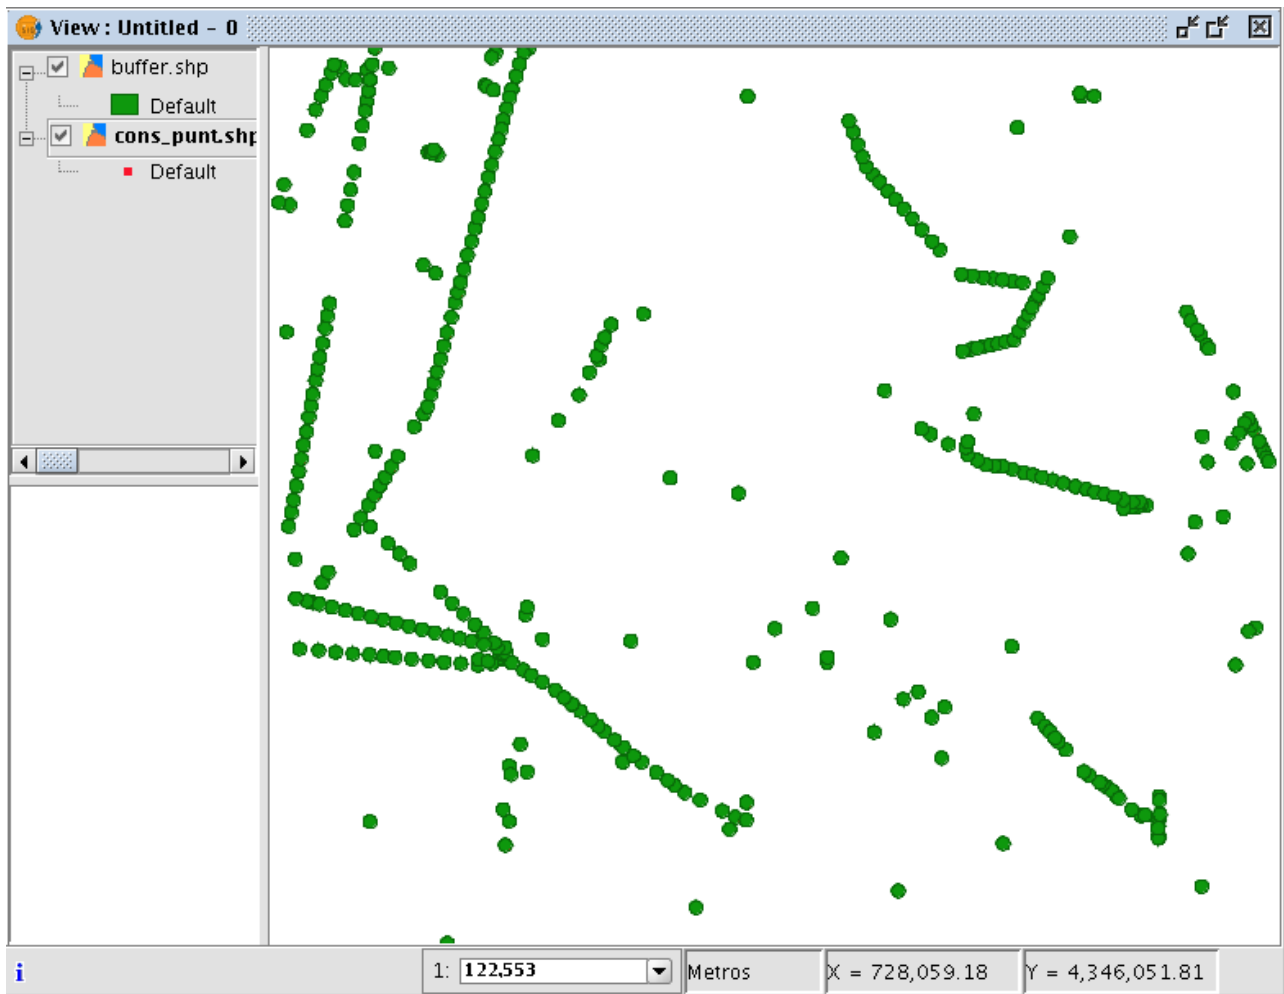 View : Untitled - 0
buffer.shp
Default
cons_punt.shp
Default
1: 122,553
Metros
X = 728,059.18
Y = 4,346,051.81